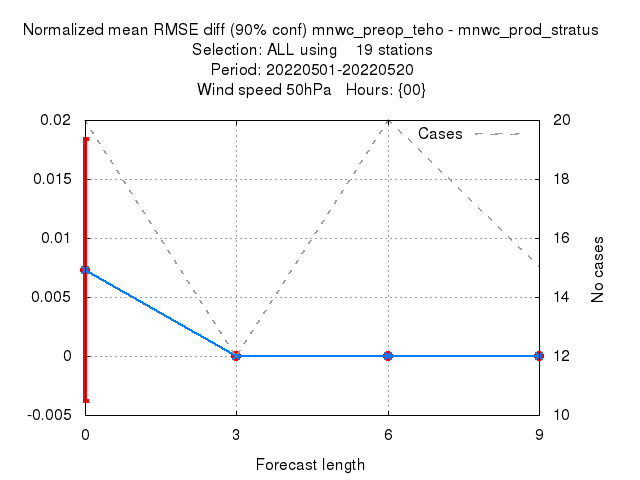 Normalized mean RMSE diff (90% conf) mnwc_preop_teho - mnwc_prod_stratus
Selection: ALL using    19 stations
Period: 20220501-20220520
Wind speed 50hPa   Hours: {00}
Cases
0.02
0.015
0.01
0.005
0
-0.005
20
18
16
14
12
10
No cases
0 3 6 9
Forecast length